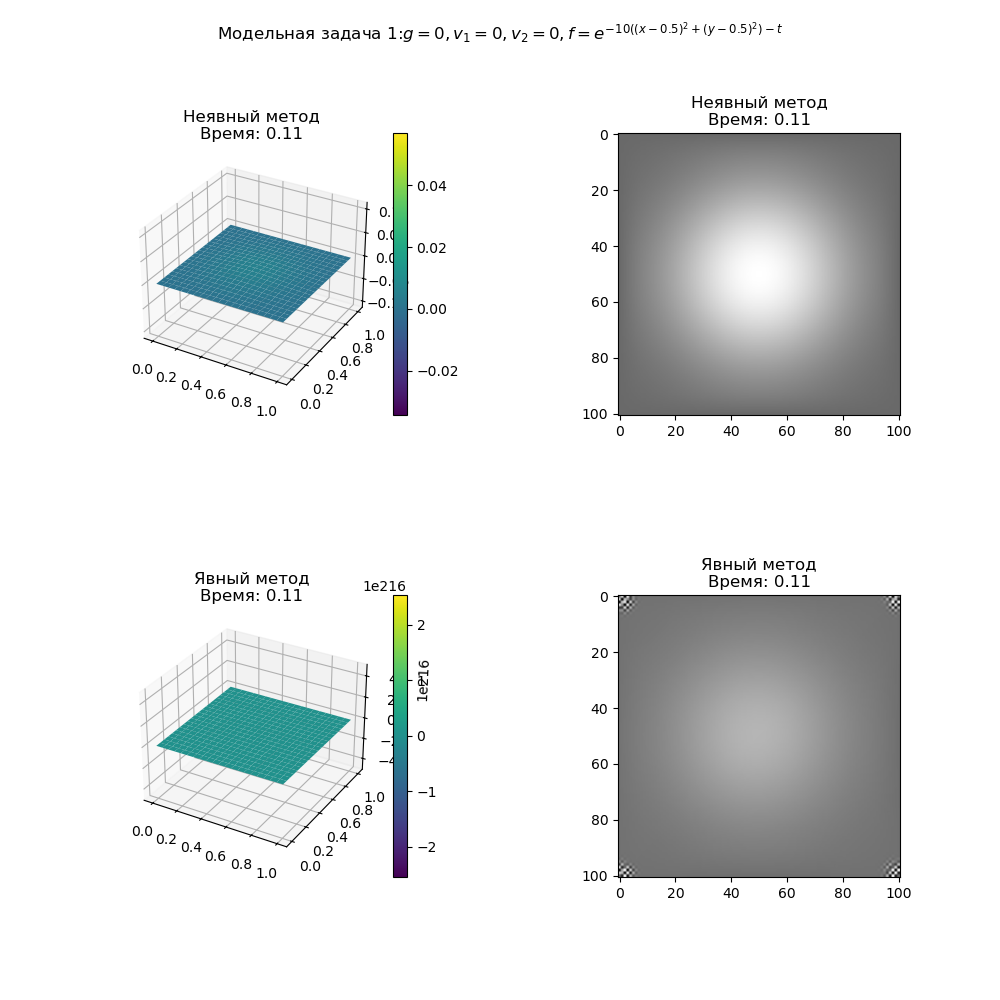 Модельная задача 1:g = 0, v₁ = 0, v₂ = 0, f = e^{−10((x−0.5)²+(y−0.5)²)−t}
Неявный метод
Время: 0.11
0.04
0.02
0.00
−0.02
0.0 0.2 0.4 0.6 0.8 1.0
0.0 0.2 0.4 0.6 0.8 1.0
Неявный метод
Время: 0.11
0
20
40
60
80
100
0 20 40 60 80 100
Явный метод
Время: 0.11
1e216
2
1
0
−1
−2
1e216
0.0 0.2 0.4 0.6 0.8 1.0
0.0 0.2 0.4 0.6 0.8 1.0
Явный метод
Время: 0.11
0
20
40
60
80
100
0 20 40 60 80 100